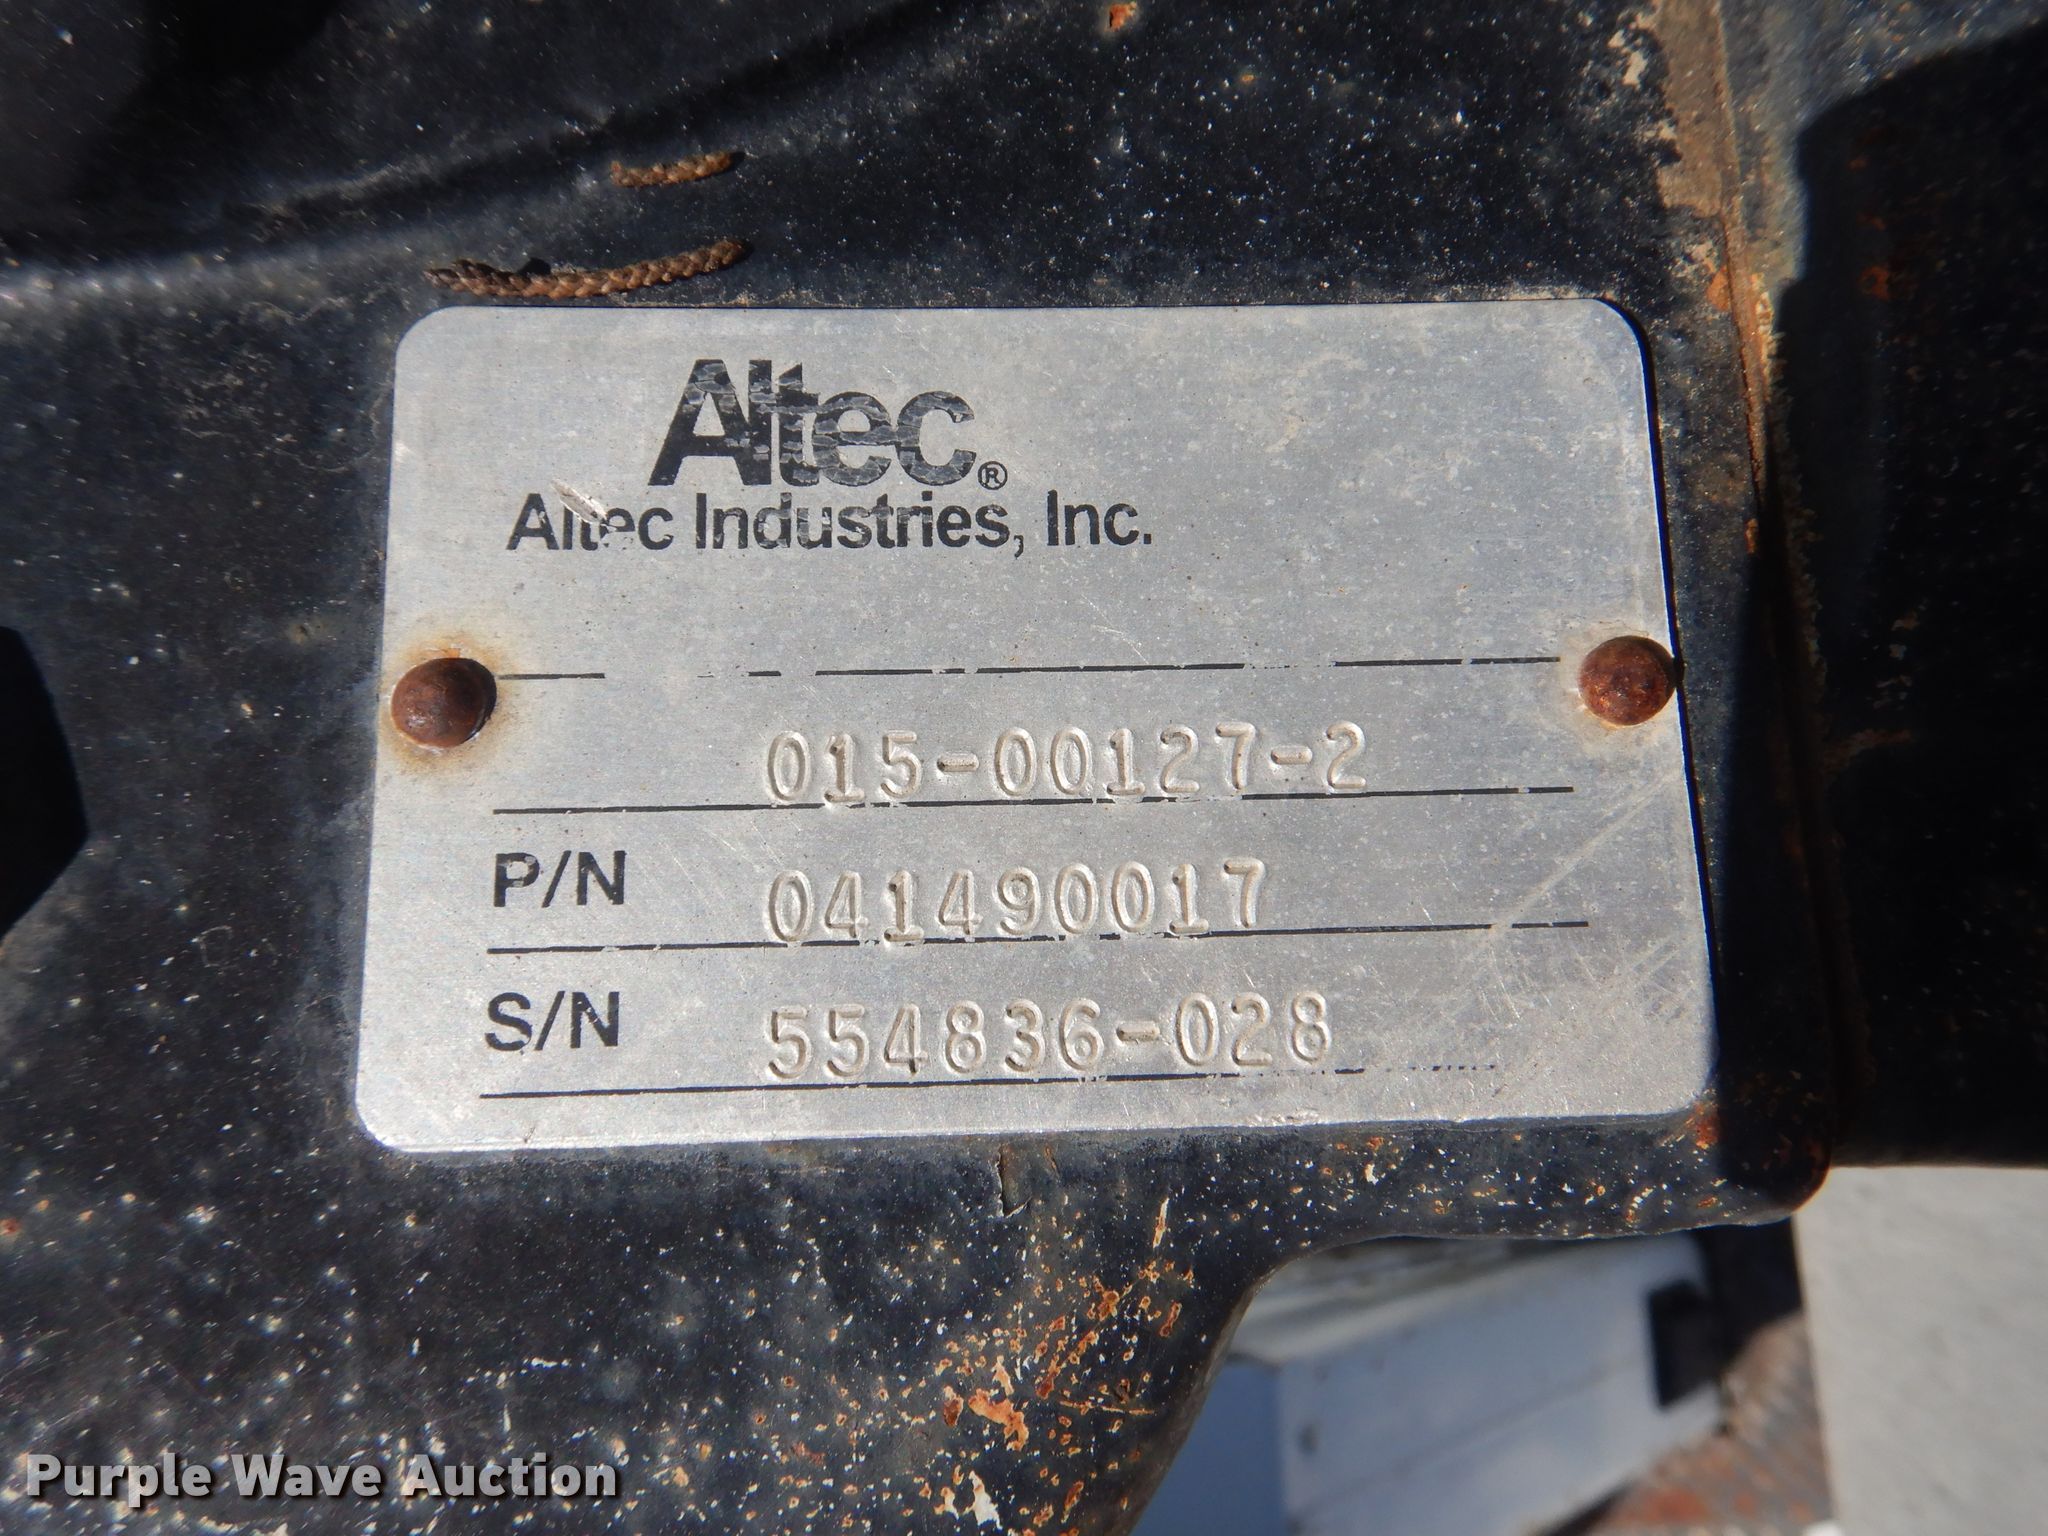 Altec®
Altec Industries, Inc.
015-00127-2
P/N 041490017
S/N 554836-028
Purple Wave Auction